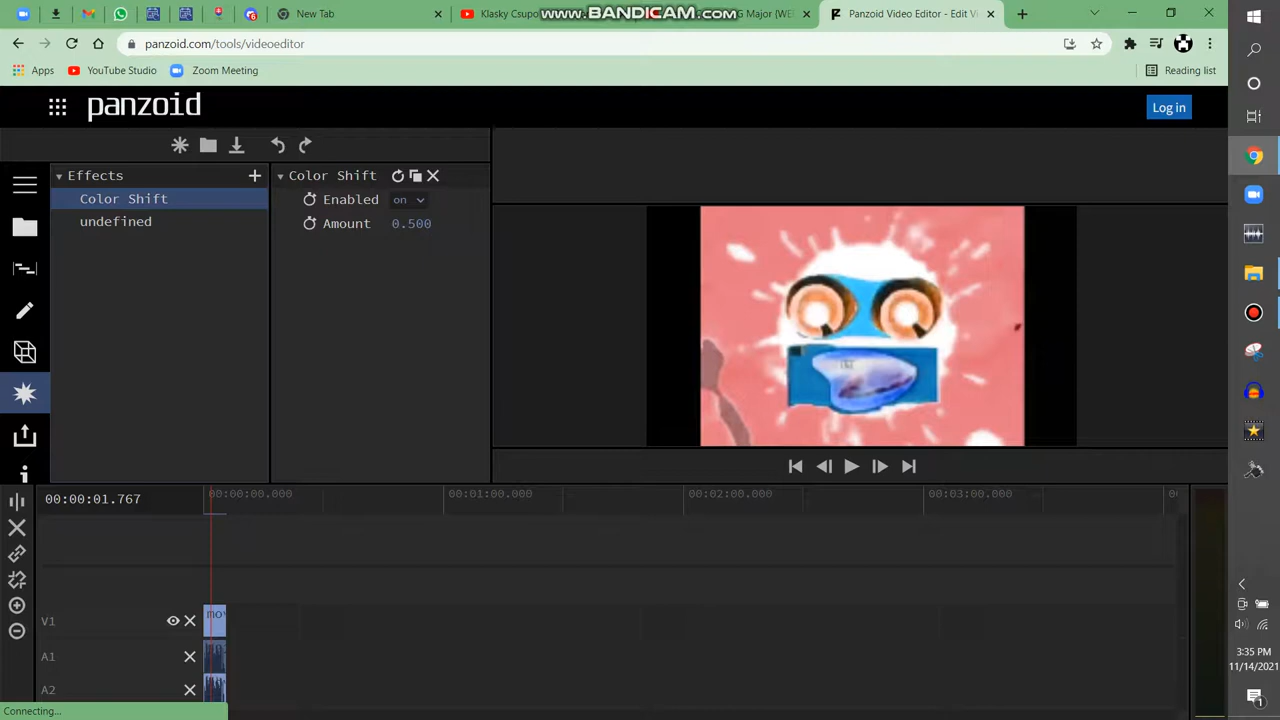 New Tab
Klasky Csupo
G Major {WE
Panzoid Video Editor - Edit Vi
www.BANDICAM.com
panzoid.com/tools/videoeditor
Apps
YouTube Studio
Zoom Meeting
Reading list
panzoid
Log in
Effects
Color Shift
undefined
Color Shift
Enabled on
Amount 0.500
00:00:01.767
00:00:00.000
00:01:00.000
00:02:00.000
00:03:00.000
V1
mov
A1
A2
Connecting...
3:35 PM
11/14/2021